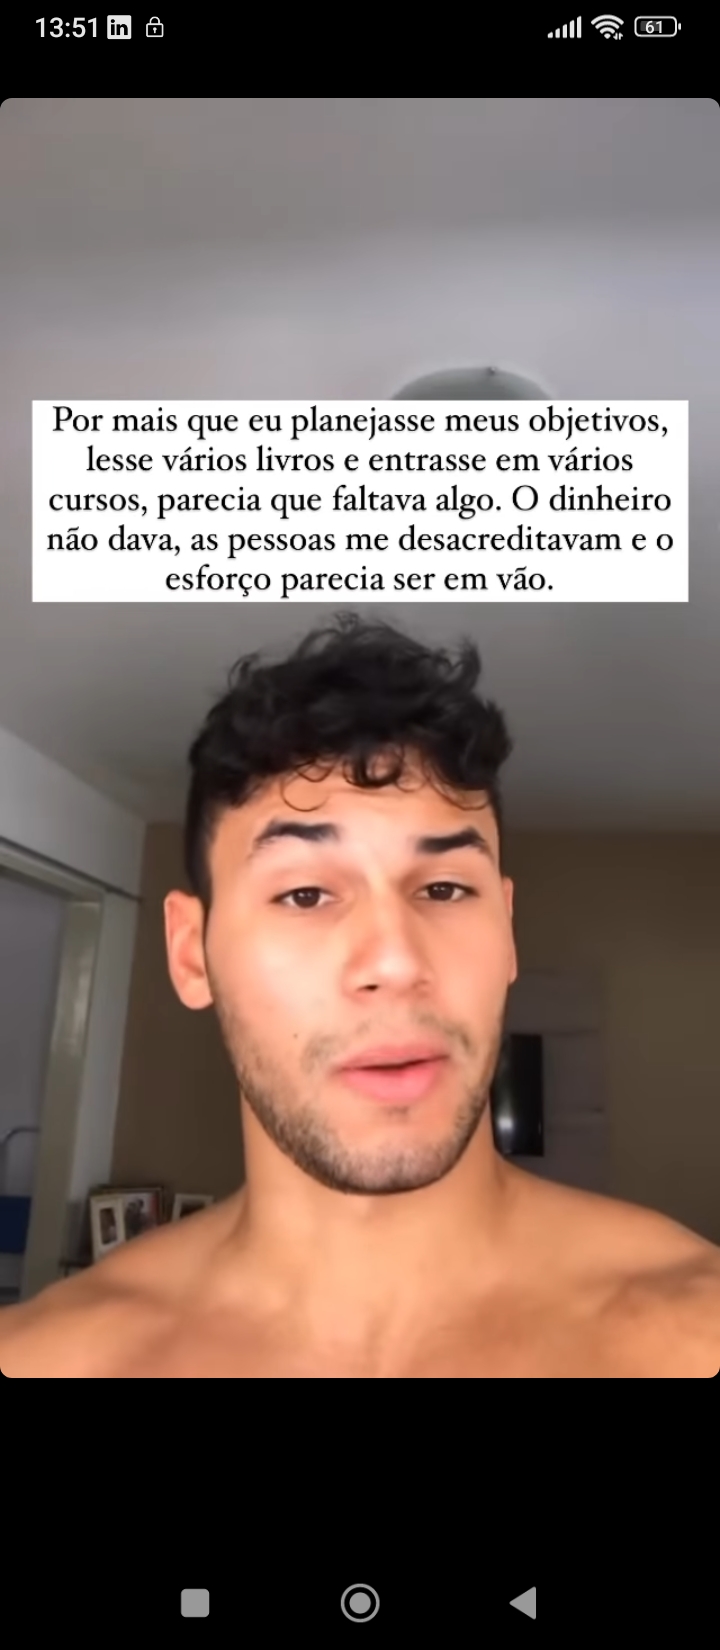 13:51 in
61
Por mais que eu planejasse meus objetivos,
lesse vários livros e entrasse em vários
cursos, parecia que faltava algo. O dinheiro
não dava, as pessoas me desacreditavam e o
esforço parecia ser em vão.